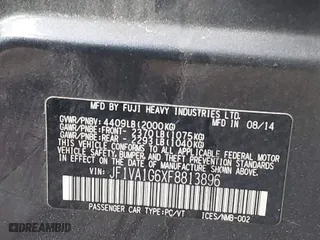 MFD BY FUJI HEAVY INDUSTRIES LTD.
GVWR/PNBV: 4409LB(2000KG) 08/14
GAWR/PNBE: FRONT- 2370LB(1075KG)
GAWR/PNBE: REAR - 2293LB(1040KG)
THIS VEHICLE CONFORMS TO ALL APPLICABLE
FEDERAL MOTOR VEHICLE SAFETY, BUMPER, AND
THEFT PREVENTION STANDARDS IN EFFECT ON THE
DATE OF MANUFACTURE SHOWN ABOVE.
VIN: JF1VA1G6XF8813896
PASSENGER CAR TYPE:PC/VT ICES/NMB-002
autobidmaster